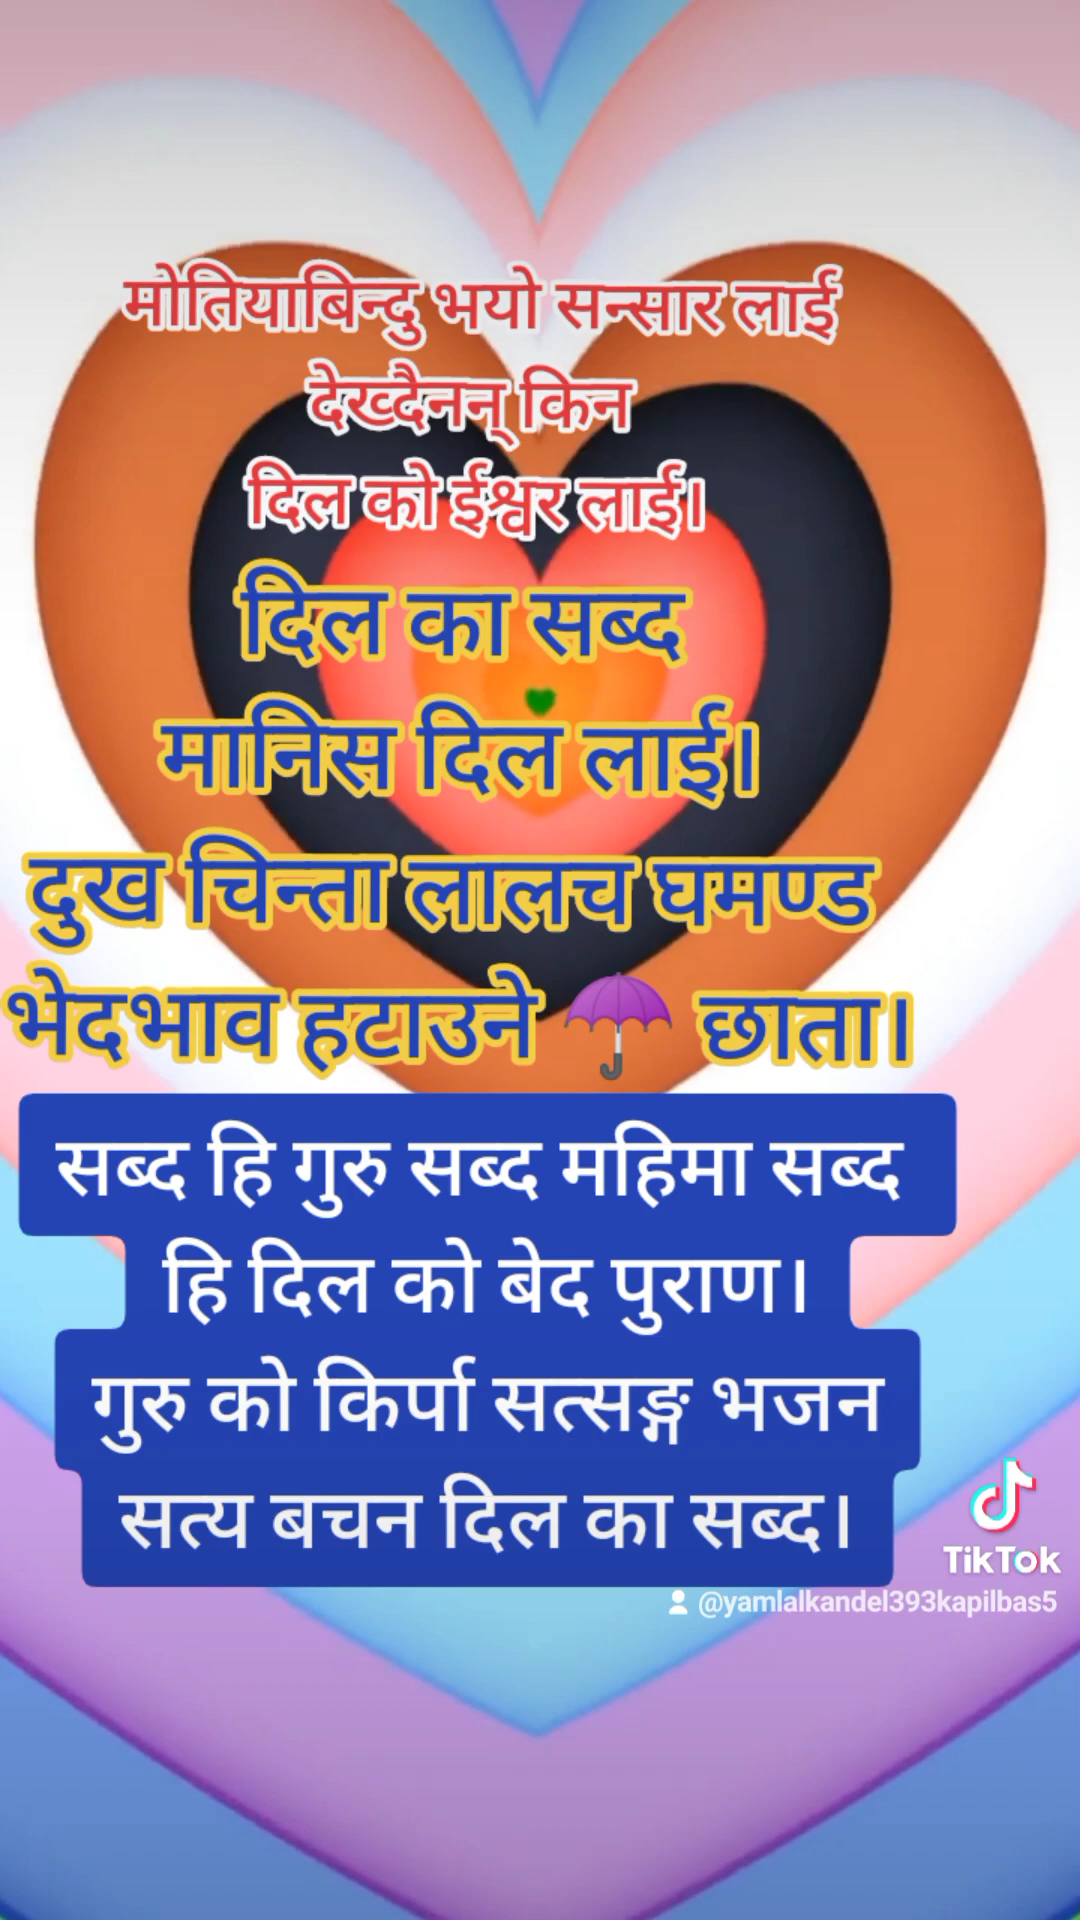 मोतियाबिन्दु भयो सन्सार लाई
देख्दैनन् किन
दिल को ईश्वर लाई।
दिल का सब्द
मानिस दिल लाई।
दुख चिन्ता लालच घमण्ड
भेदभाव हटाउने ☂ छाता।
सब्द हि गुरु सब्द महिमा सब्द
हि दिल को बेद पुराण।
गुरु को किर्पा सत्सङ्ग भजन
सत्य बचन दिल का सब्द।
TikTok
@yamlalkandel393kapilbas5